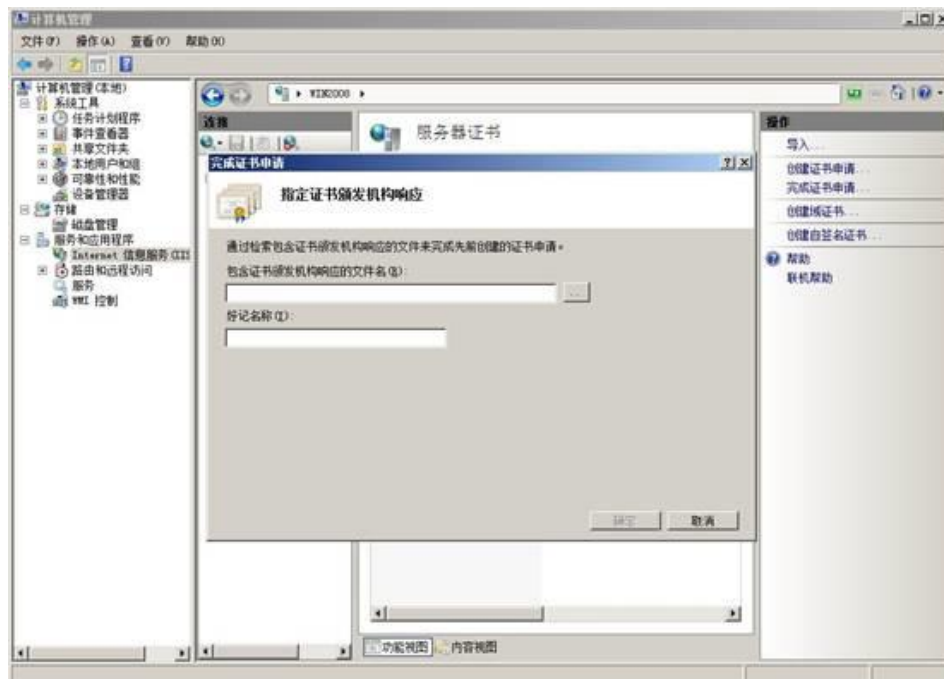 计算机管理
文件(F) 操作(A) 查看(V) 帮助(H)
计算机管理(本地)
系统工具
任务计划程序
事件查看器
共享文件夹
本地用户和组
可靠性和性能
设备管理器
存储
磁盘管理
服务和应用程序
Internet 信息服务(IIS
路由和远程访问
服务
WMI 控制
WIN2008
连接
服务器证书
完成证书申请
指定证书颁发机构响应
通过检索包含证书颁发机构响应的文件来完成先前创建的证书申请。
包含证书颁发机构响应的文件名(R):
...
好记名称(Y):
确定
取消
功能视图
内容视图
操作
导入...
创建证书申请...
完成证书申请...
创建域证书...
创建自签名证书...
帮助
联机帮助